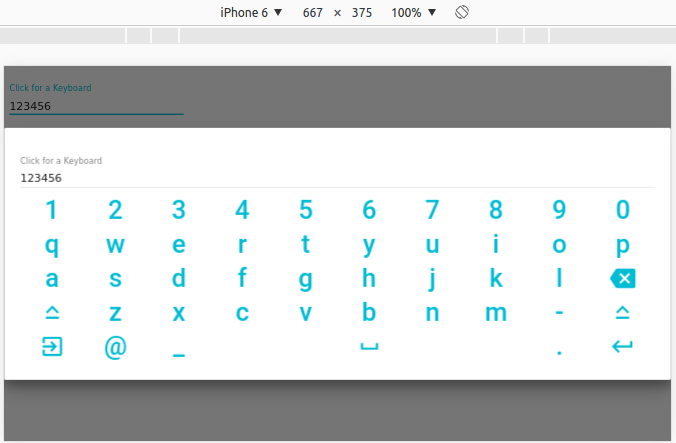 iPhone 6 ▼ 667 × 375 100% ▼
Click for a Keyboard
123456
Click for a Keyboard
123456
1 2 3 4 5 6 7 8 9 0
q w e r t y u i o p
a s d f g h j k l
z x c v b n m -
@ _ .